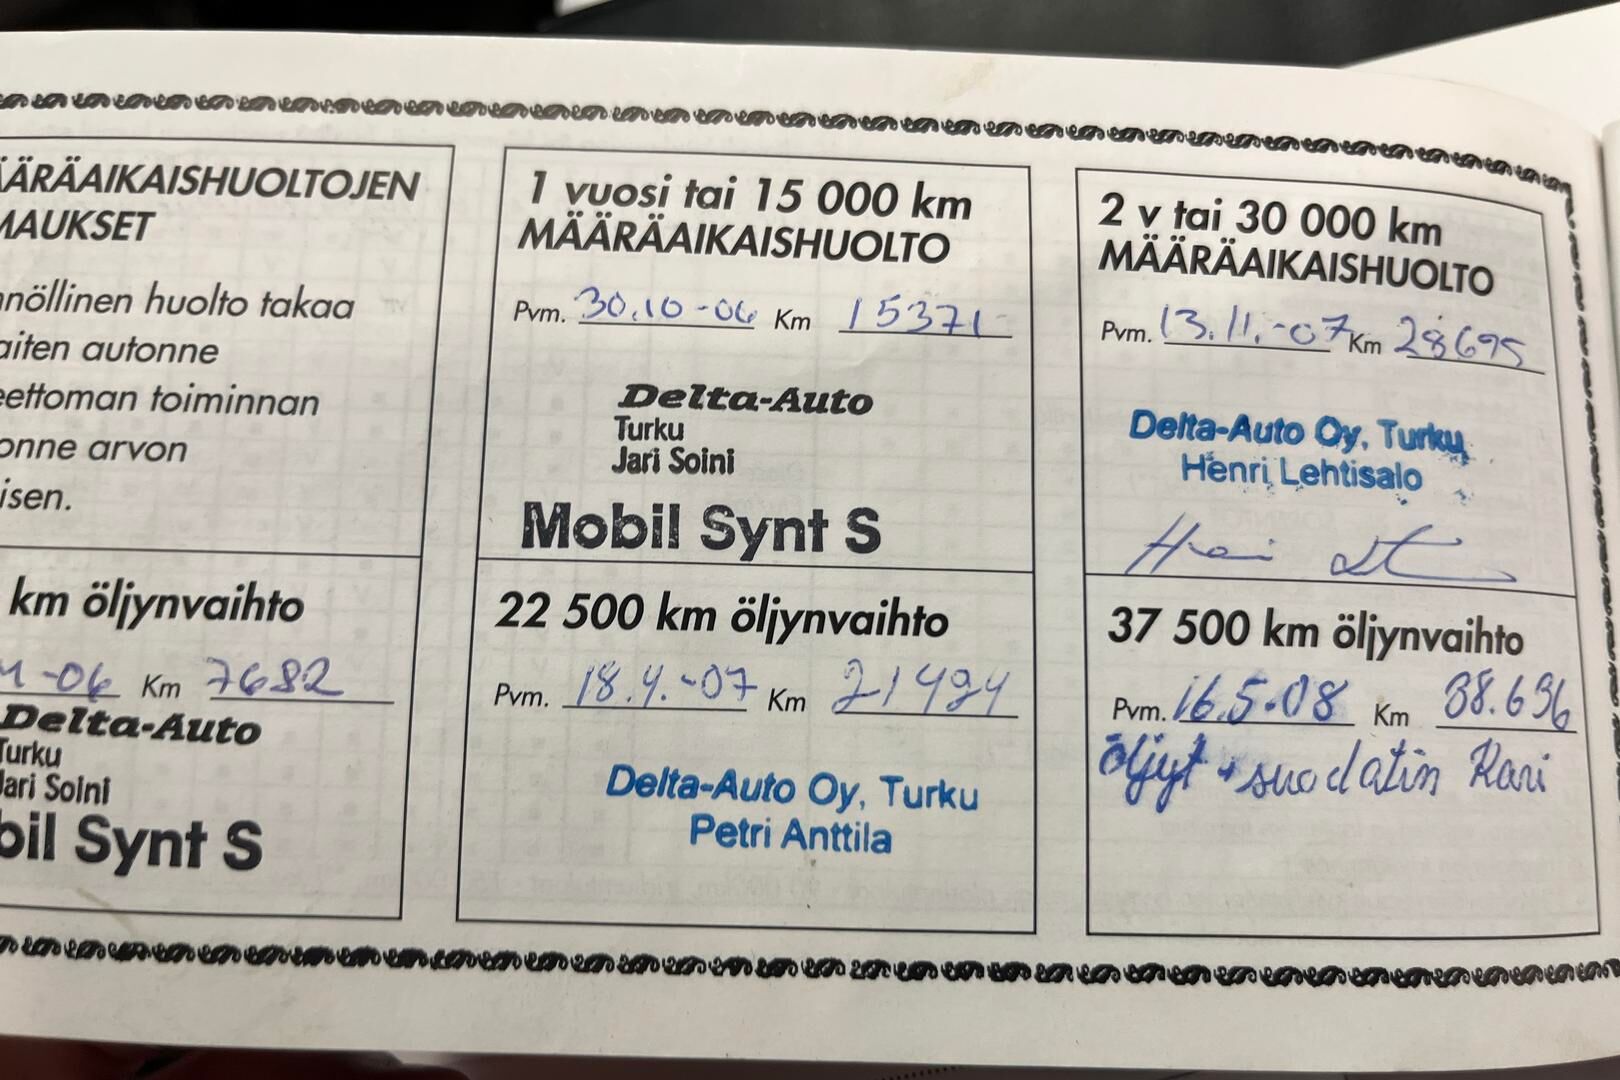 ÄÄRÄAIKAISHUOLTOJEN
MAUKSET
nnöllinen huolto takaa
aiten autonne
eettoman toiminnan
onne arvon
isen.
km öljynvaihto
-06 Km 7682
Delta-Auto
Turku
Jari Soini
bil Synt S
1 vuosi tai 15 000 km
MÄÄRÄAIKAISHUOLTO
Pvm. 30.10-06 Km 15371
Delta-Auto
Turku
Jari Soini
Mobil Synt S
22 500 km öljynvaihto
Pvm. 18.4.-07 Km 21494
Delta-Auto Oy, Turku
Petri Anttila
2 v tai 30 000 km
MÄÄRÄAIKAISHUOLTO
Pvm. 13.11.-07 Km 28695
Delta-Auto Oy, Turku
Henri Lehtisalo
37 500 km öljynvaihto
Pvm. 16.5-08 Km 38.636
öljyt + suodatin Kari